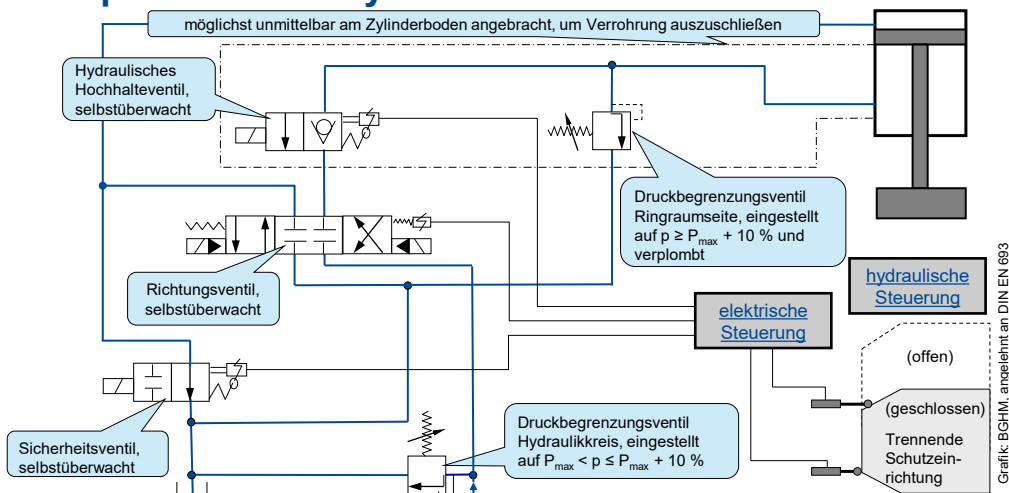 möglichst unmittelbar am Zylinderboden angebracht, um Verrohrung auszuschließen
Hydraulisches
Hochhalteventil,
selbstüberwacht
Druckbegrenzungsventil
Ringraumseite, eingestellt
auf p ≥ Pmax + 10 % und
verplombt
Richtungsventil,
selbstüberwacht
hydraulische
Steuerung
elektrische
Steuerung
(offen)
(geschlossen)
Trennende
Schutzein-
richtung
Druckbegrenzungsventil
Hydraulikkreis, eingestellt
auf Pmax < p ≤ Pmax + 10 %
Sicherheitsventil,
selbstüberwacht
Grafik: BGHM, angelehnt an DIN EN 693